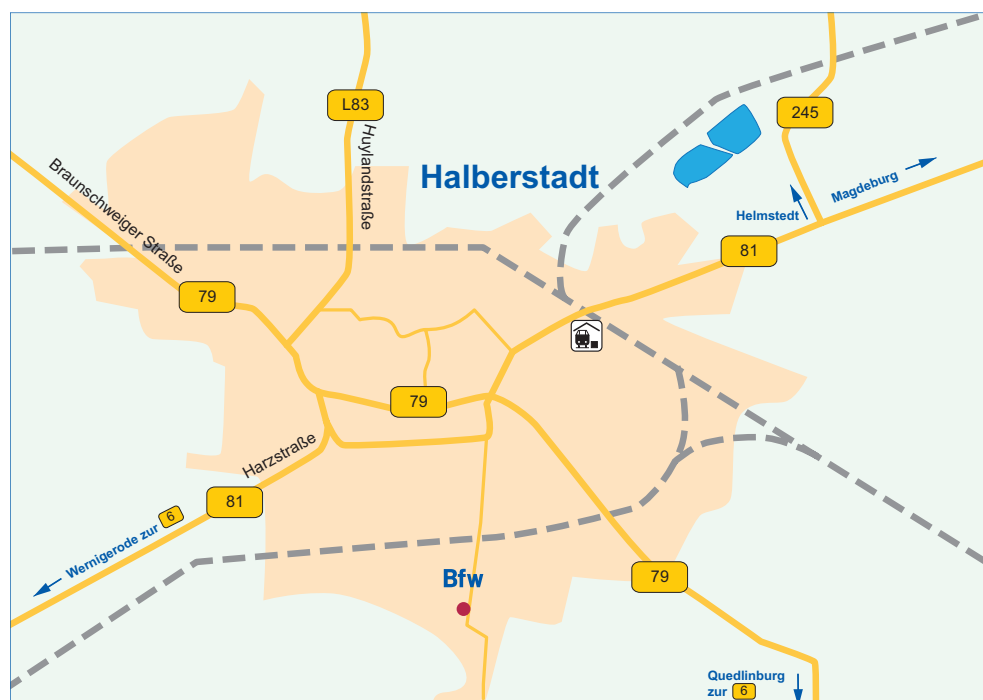 L83
245
Huylandstraße
Halberstadt
Braunschweiger Straße
Magdeburg
Helmstedt
81
79
79
Harzstraße
81
Wernigerode zur 6
Bfw
79
Quedlinburg
zur 6